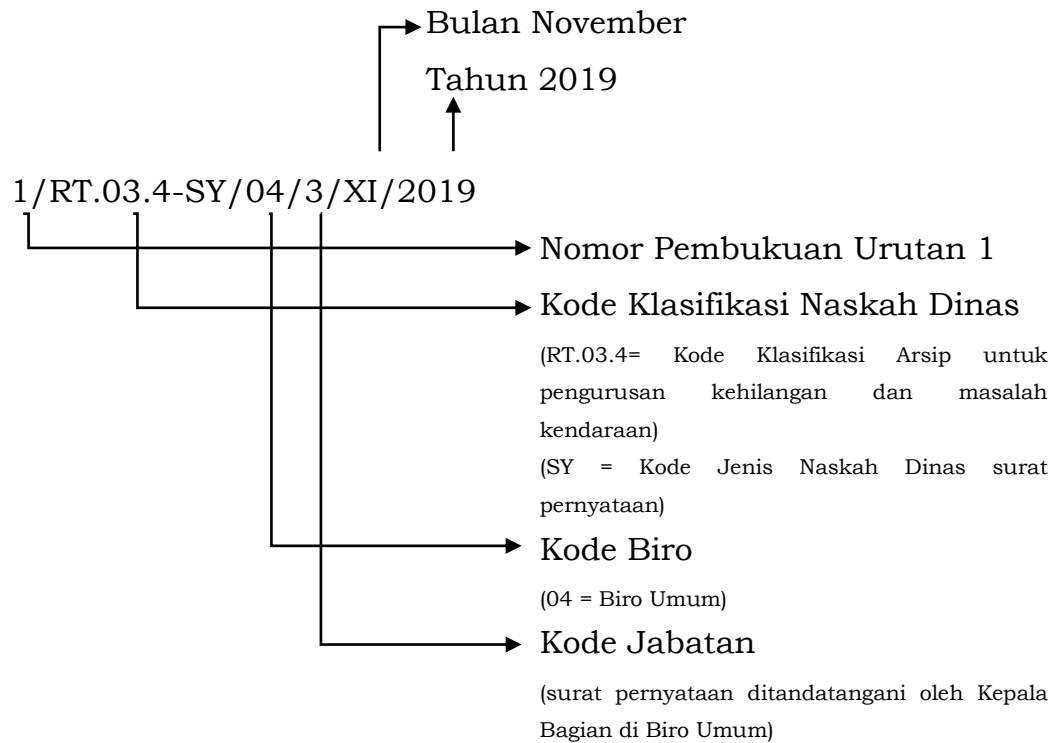 Bulan November
Tahun 2019
1/RT.03.4-SY/04/3/XI/2019
Nomor Pembukuan Urutan 1
Kode Klasifikasi Naskah Dinas
(RT.03.4= Kode Klasifikasi Arsip untuk
pengurusan kehilangan dan masalah
kendaraan)
(SY = Kode Jenis Naskah Dinas surat
pernyataan)
Kode Biro
(04 = Biro Umum)
Kode Jabatan
(surat pernyataan ditandatangani oleh Kepala
Bagian di Biro Umum)